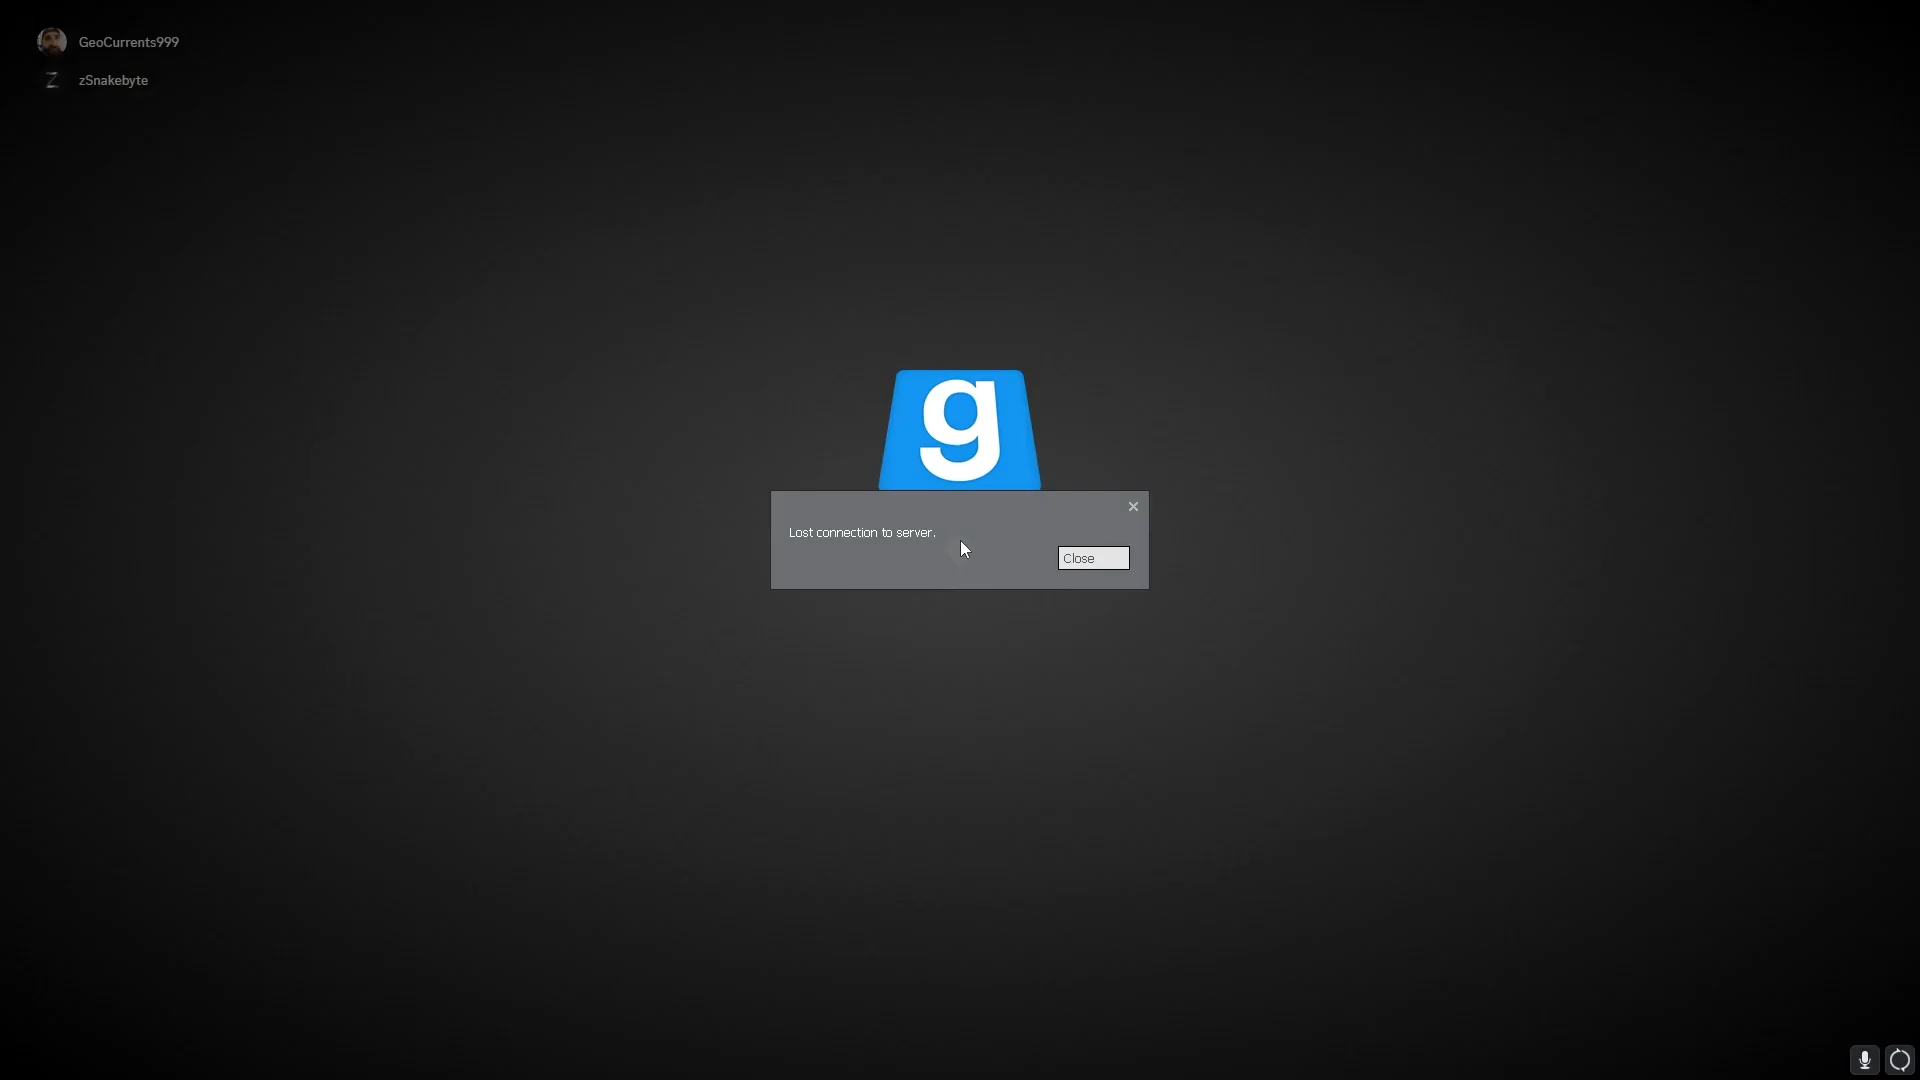 GeoCurrents999
Z
zSnakebyte
g
Lost connection to server.
Close